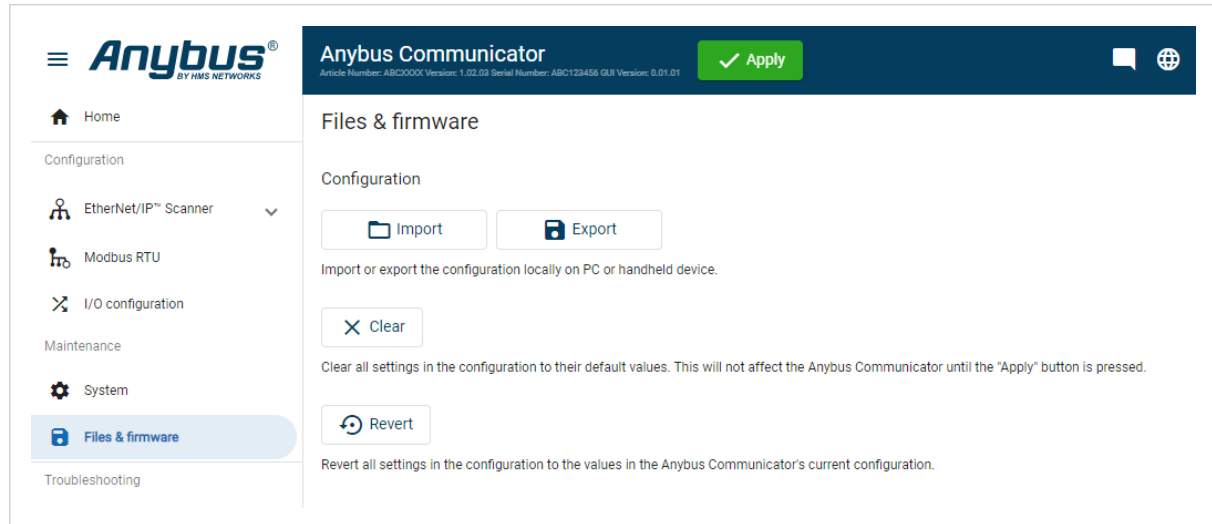 Anybus®
BY HMS NETWORKS
Anybus Communicator
Article Number: ABCXXXX Version: 1.02.03 Serial Number: ABC123456 GUI Version: 0.01.01
Apply
Home
Configuration
EtherNet/IP™ Scanner
Modbus RTU
I/O configuration
Maintenance
System
Files & firmware
Troubleshooting
Files & firmware
Configuration
Import
Export
Import or export the configuration locally on PC or handheld device.
Clear
Clear all settings in the configuration to their default values. This will not affect the Anybus Communicator until the "Apply" button is pressed.
Revert
Revert all settings in the configuration to the values in the Anybus Communicator's current configuration.